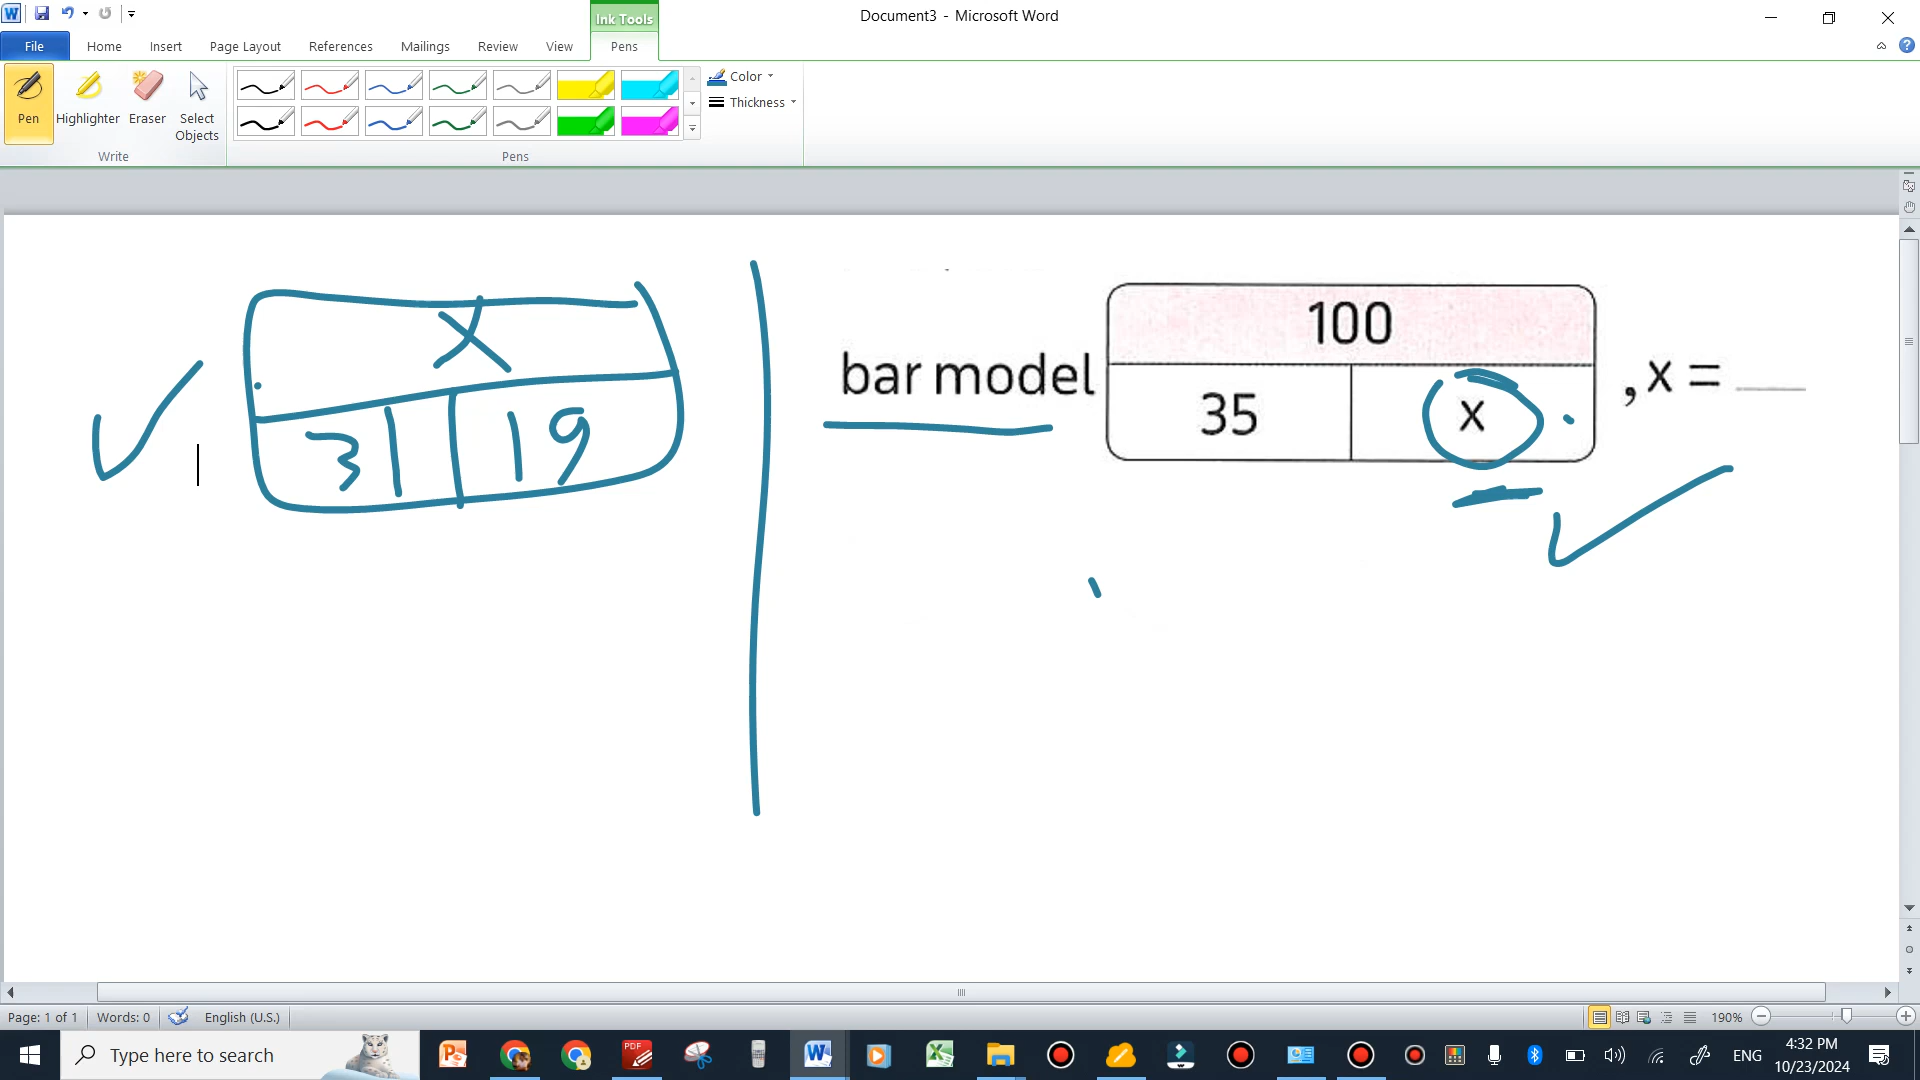 Document3 - Microsoft Word
Ink Tools
File Home Insert Page Layout References Mailings Review View Pens
Pen Highlighter Eraser Select Objects
Color
Thickness
Write
Pens
X
31 19
bar model
100
35 x
, x = ___
Page: 1 of 1 Words: 0 English (U.S.) 190%
Type here to search
ENG
4:32 PM
10/23/2024